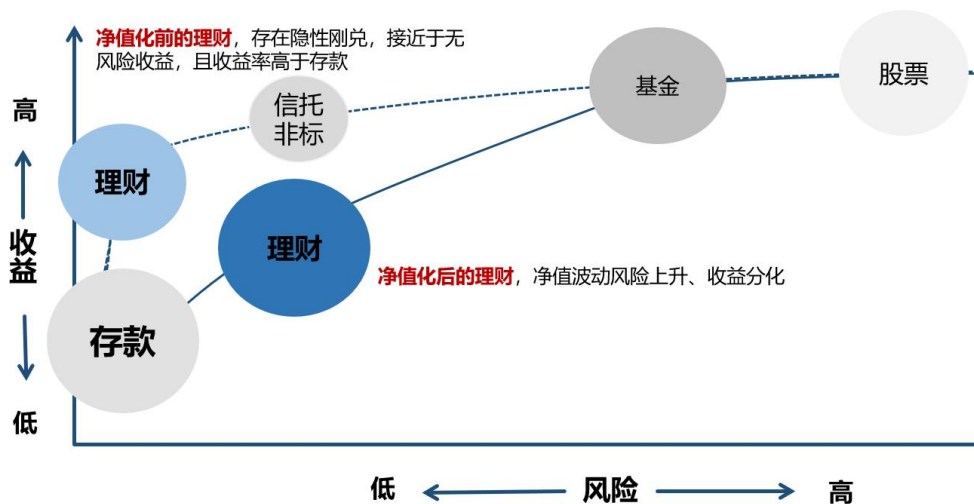 净值化前的理财，存在隐性刚兑，接近于无
风险收益，且收益率高于存款
高
信托
非标
基金
股票
理财
收益
理财
净值化后的理财，净值波动风险上升、收益分化
存款
低
低
风险
高